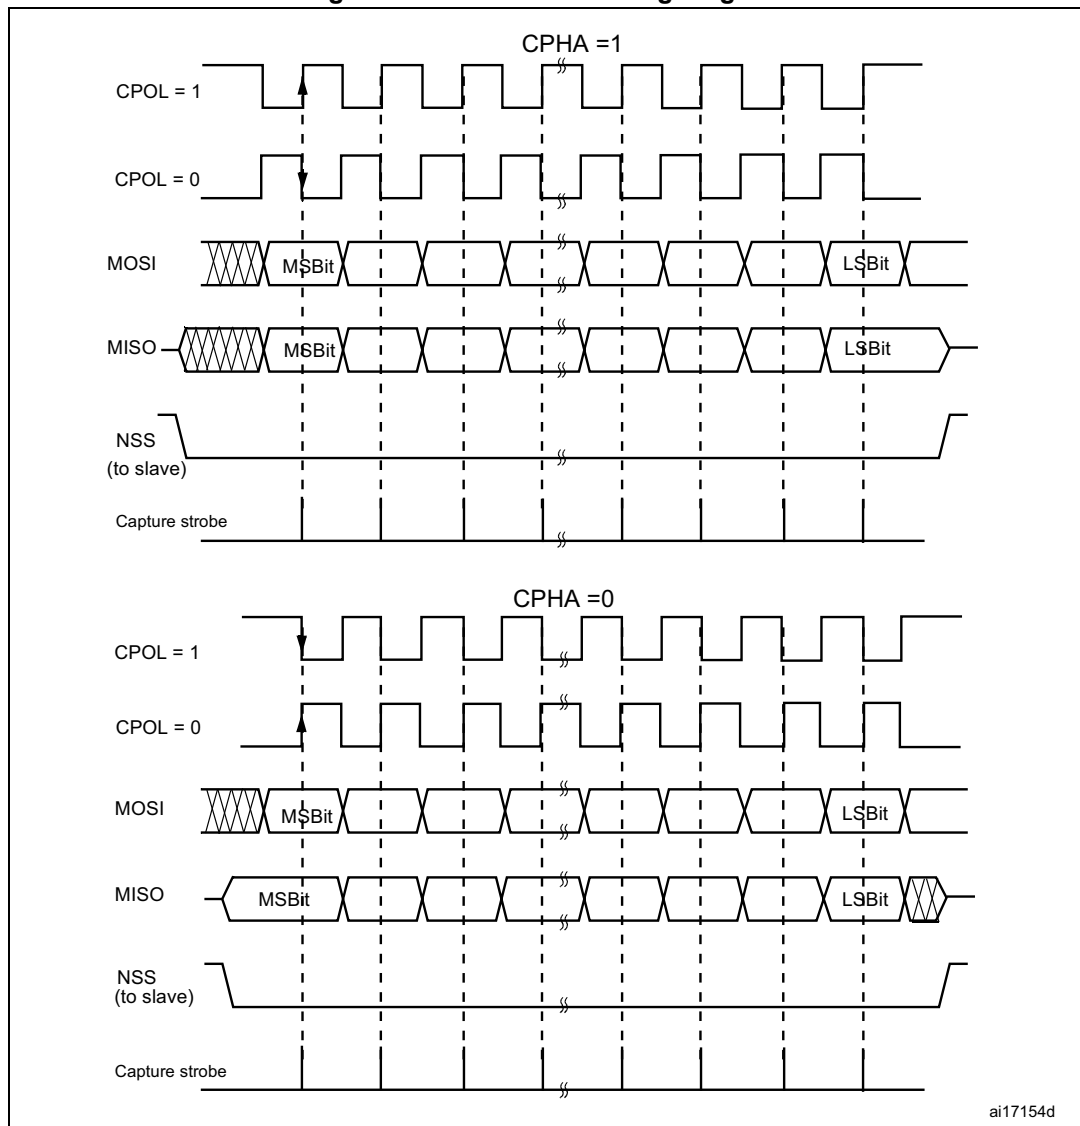 CPHA =1
CPOL = 1
CPOL = 0
MOSI
MSBit
LSBit
MISO
MSBit
LSBit
NSS
(to slave)
Capture strobe
CPHA =0
CPOL = 1
CPOL = 0
MOSI
MSBit
LSBit
MISO
MSBit
LSBit
NSS
(to slave)
Capture strobe
ai17154d